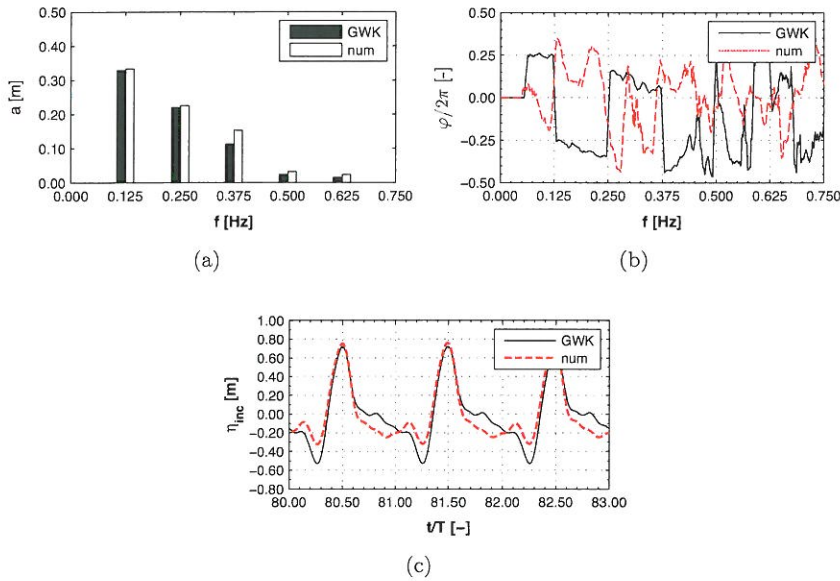 0.50
0.40
0.30
0.20
0.10
0.00
a [m]
GWK
num
0.000 0.125 0.250 0.375 0.500 0.625 0.750
f [Hz]
(a)
0.50
0.25
0.00
-0.25
-0.50
φ/2π [-]
GWK
num
0.000 0.125 0.250 0.375 0.500 0.625 0.750
f [Hz]
(b)
1.00
0.80
0.60
0.40
0.20
0.00
-0.20
-0.40
-0.60
-0.80
ηinc [m]
GWK
num
80.00 80.50 81.00 81.50 82.00 82.50 83.00
t/T [-]
(c)